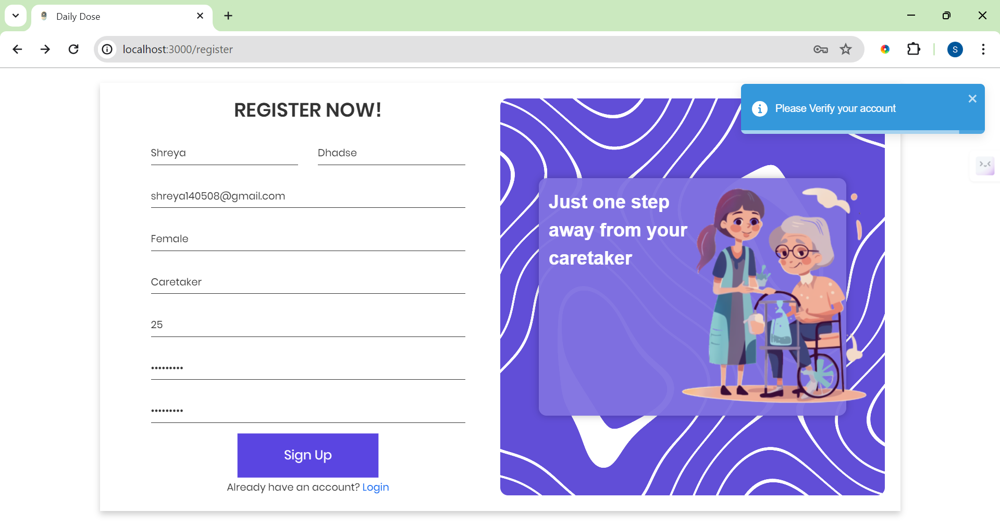 Daily Dose
localhost:3000/register
S
Please Verify your account
REGISTER NOW!
Shreya Dhadse
shreya140508@gmail.com
Female
Caretaker
25
•••••••••
•••••••••
Sign Up
Already have an account? Login
Just one step
away from your
caretaker